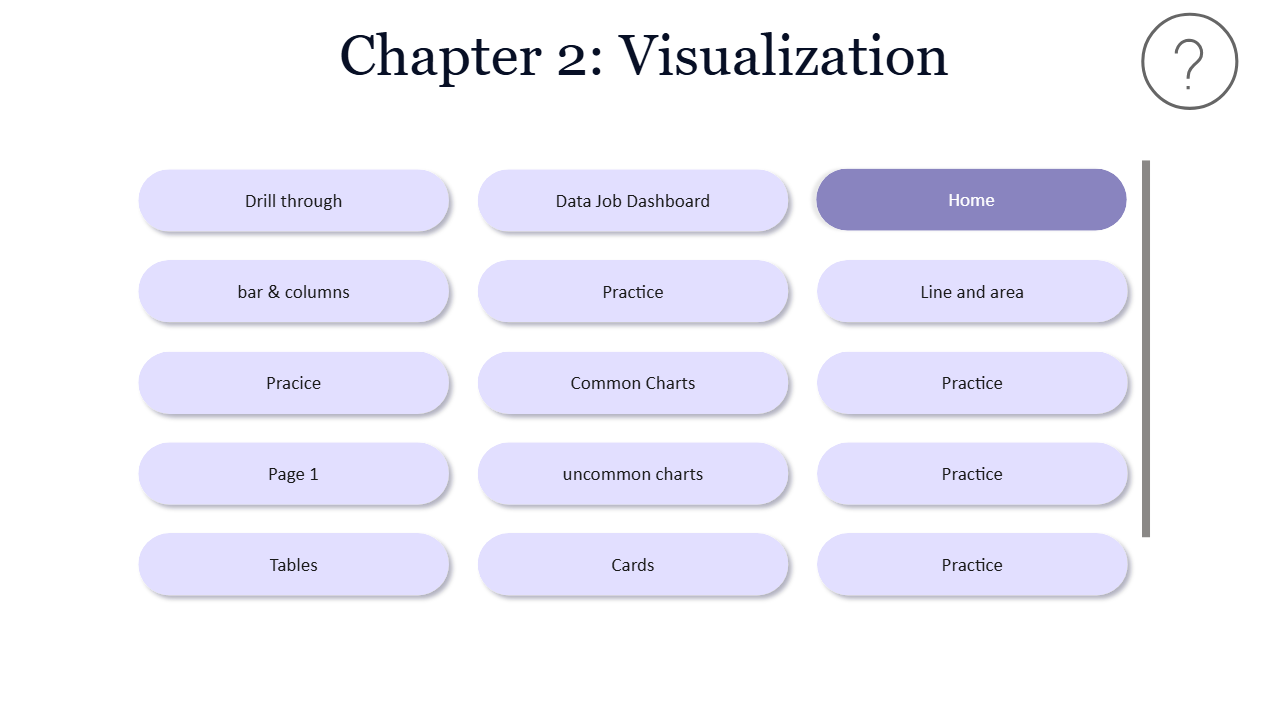 Chapter 2: Visualization
?
Drill through
Data Job Dashboard
Home
bar & columns
Practice
Line and area
Pracice
Common Charts
Practice
Page 1
uncommon charts
Practice
Tables
Cards
Practice